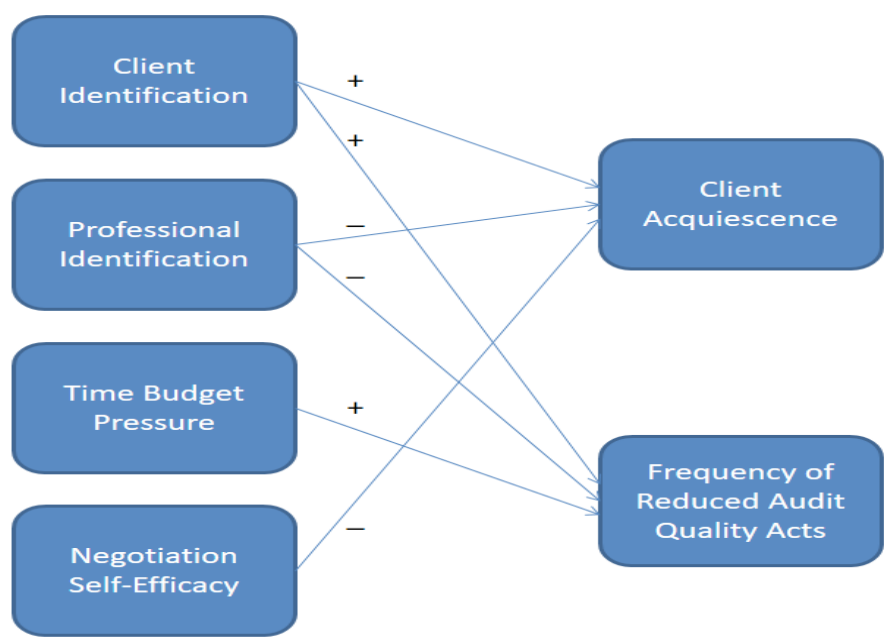 Client
Identification
+
+
Professional
Identification
–
–
Time Budget
Pressure
+
Negotiation
Self-Efficacy
–
Client
Acquiescence
Frequency of
Reduced Audit
Quality Acts